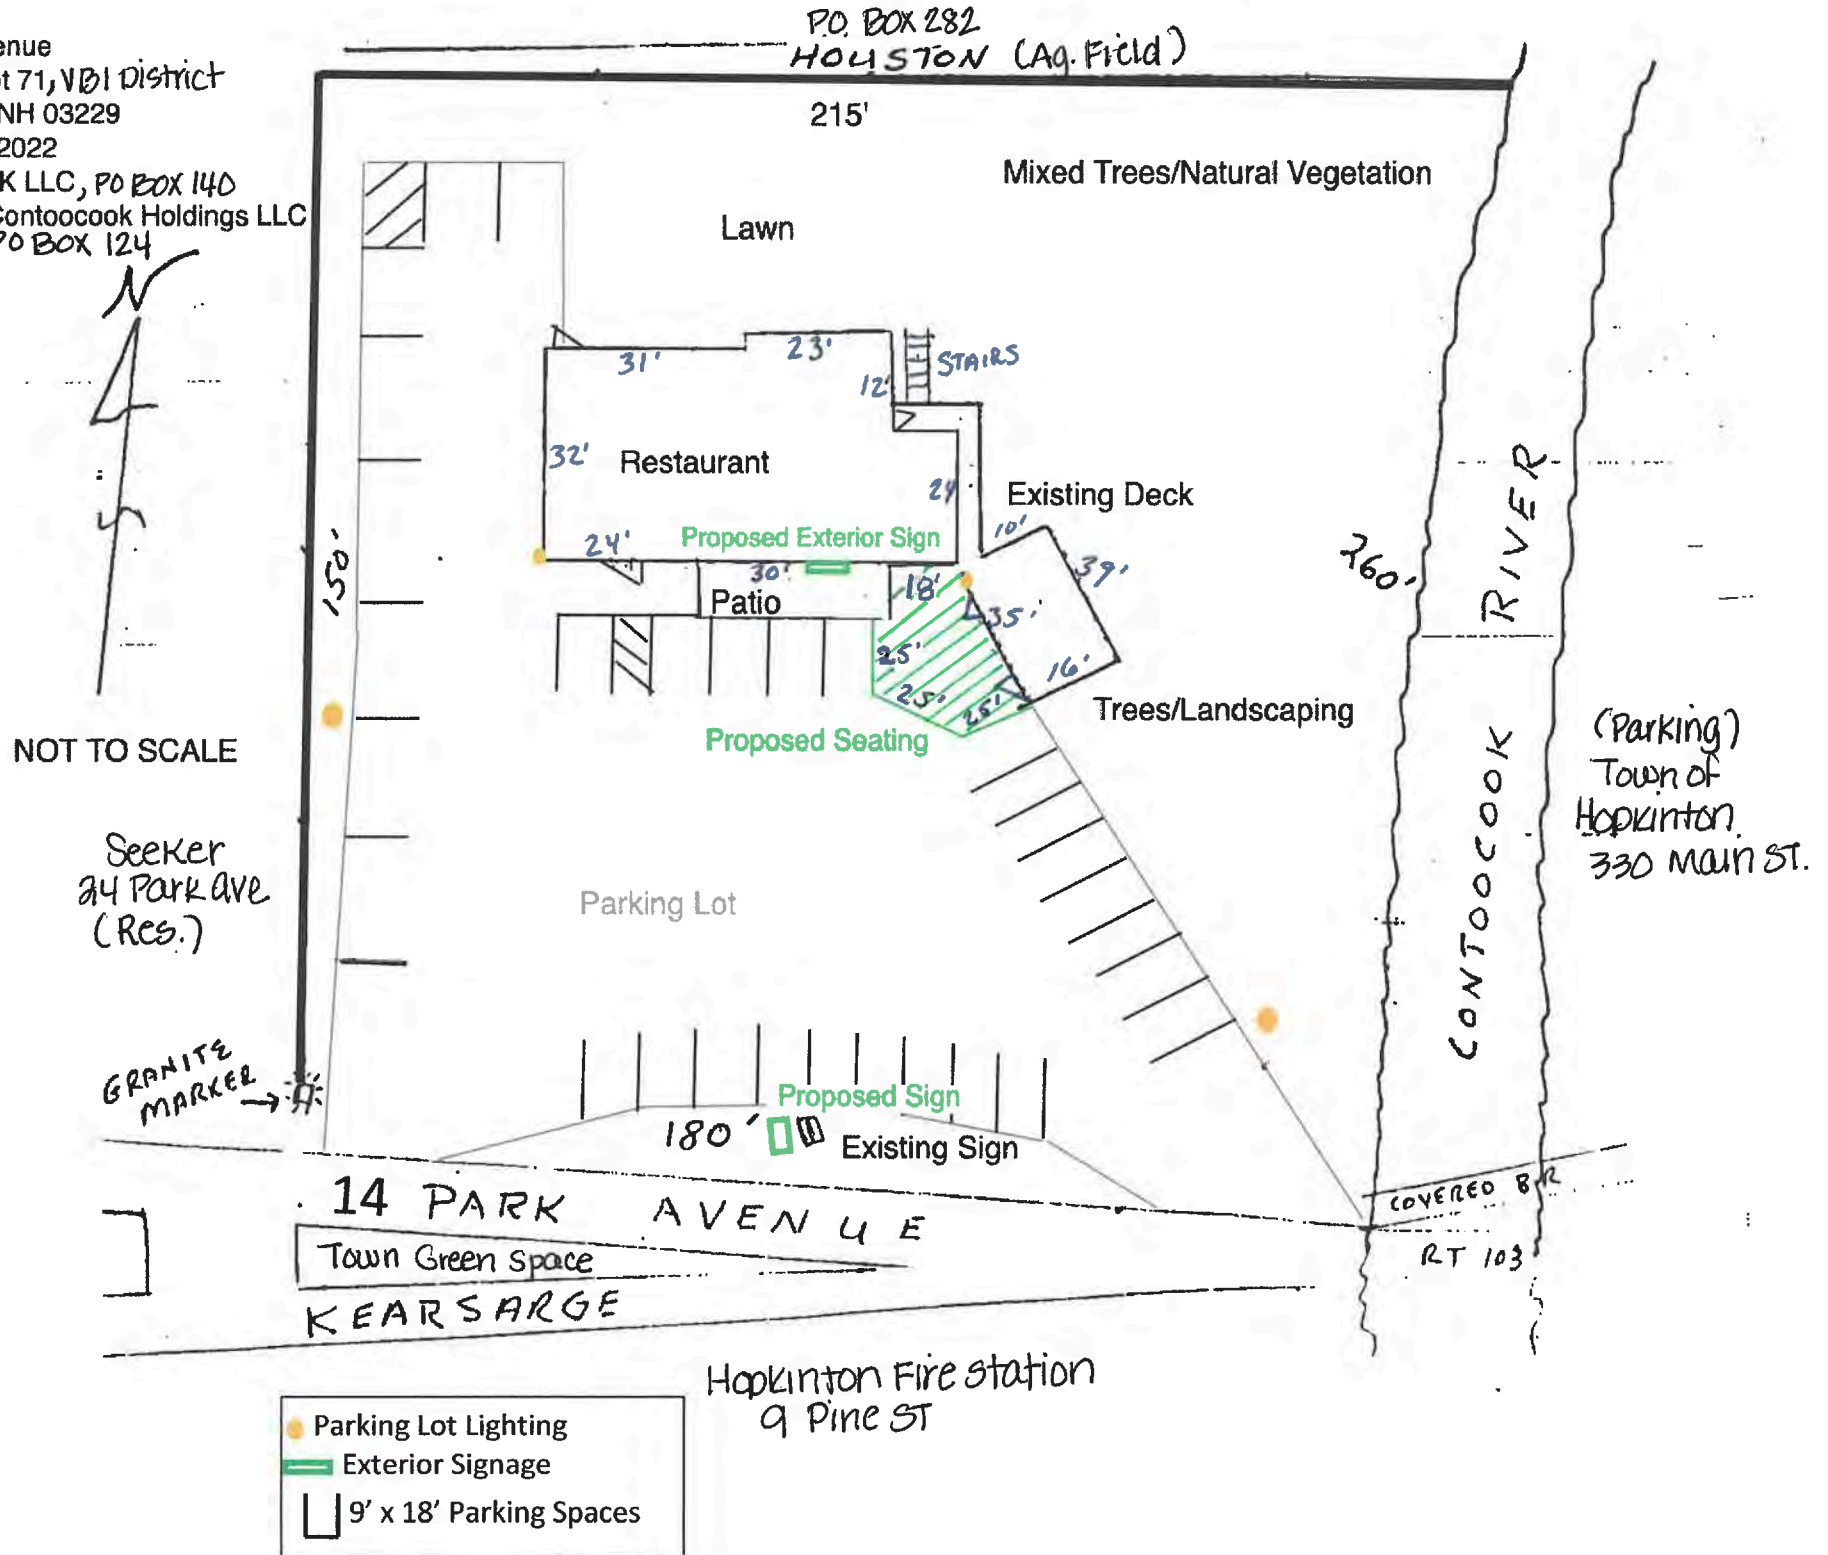 P.O. BOX 282
HOUSTON (Ag. Field)
enue
t 71, VB1 District
NH 03229
2022
K LLC, PO BOX 140
Contoocook Holdings LLC
PO BOX 124
N
S
215'
Mixed Trees/Natural Vegetation
Lawn
31'
23'
STAIRS
12'
32'
Restaurant
24'
Existing Deck
Proposed Exterior Sign
24'
10'
39'
30'
18'
Patio
35'
25'
25'
25'
16'
Proposed Seating
Trees/Landscaping
150'
260'
CONTOOCOOK RIVER
NOT TO SCALE
(Parking)
Town of
Hopkinton
330 Main ST.
Seeker
24 Park ave
(Res.)
Parking Lot
GRANITE
MARKER
Proposed Sign
180'
Existing Sign
14 PARK AVENUE
COVERED BR
RT 103
Town Green Space
KEARSARGE
Hopkinton Fire Station
9 Pine ST
Parking Lot Lighting
Exterior Signage
9' x 18' Parking Spaces